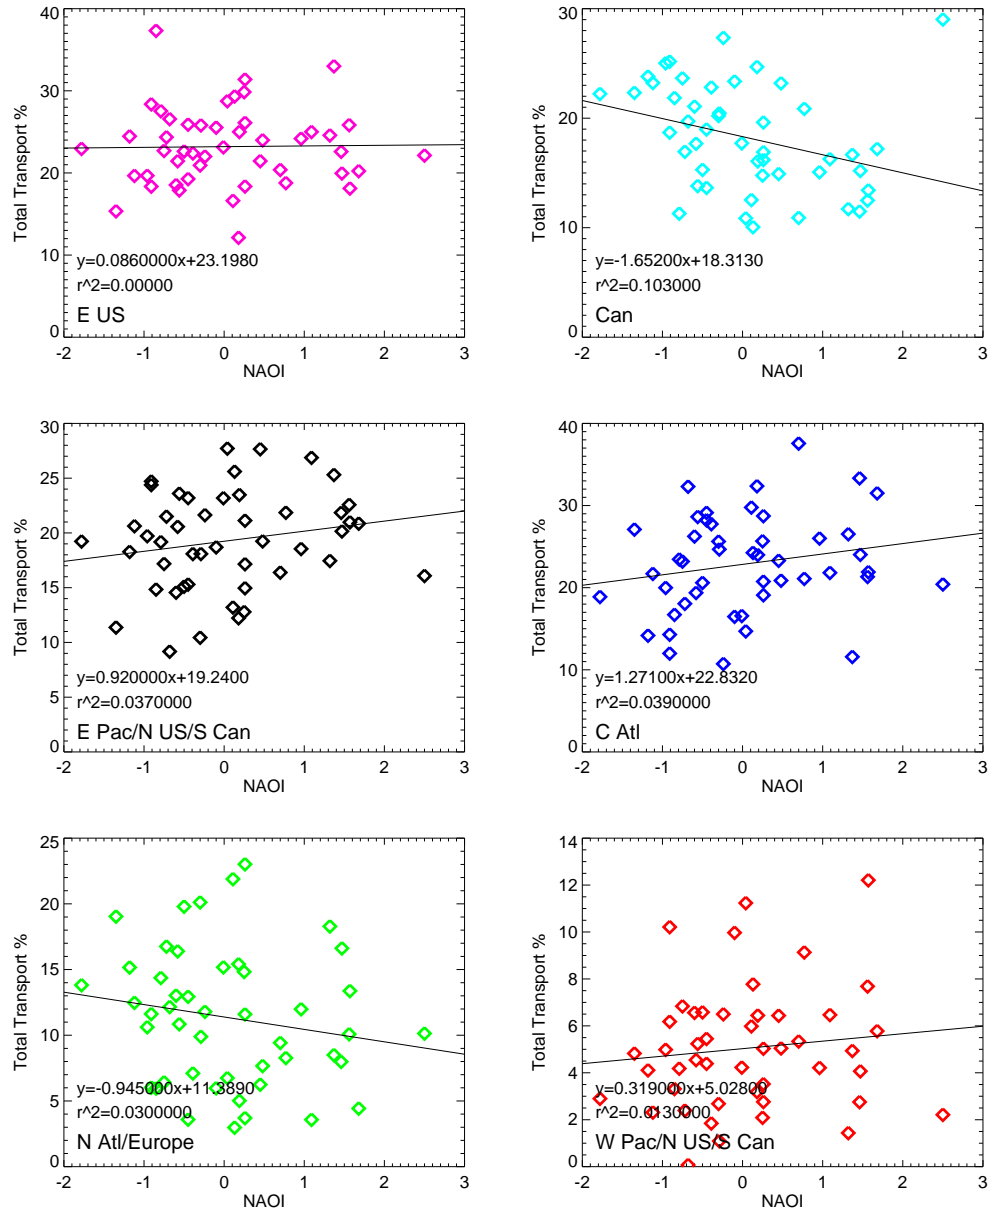 40
30
20
10
0
Total Transport %
y=0.0860000x+23.1980
r^2=0.00000
E US
-2 -1 0 1 2 3
NAOI
30
20
10
0
Total Transport %
y=-1.65200x+18.3130
r^2=0.103000
Can
-2 -1 0 1 2 3
NAOI
30
25
20
15
10
5
0
Total Transport %
y=0.920000x+19.2400
r^2=0.0370000
E Pac/N US/S Can
-2 -1 0 1 2 3
NAOI
40
30
20
10
0
Total Transport %
y=1.27100x+22.8320
r^2=0.0390000
C Atl
-2 -1 0 1 2 3
NAOI
25
20
15
10
5
0
Total Transport %
y=-0.945000x+11.3890
r^2=0.0300000
N Atl/Europe
-2 -1 0 1 2 3
NAOI
14
12
10
8
6
4
2
0
Total Transport %
y=0.319000x+5.02800
r^2=0.0130000
W Pac/N US/S Can
-2 -1 0 1 2 3
NAOI